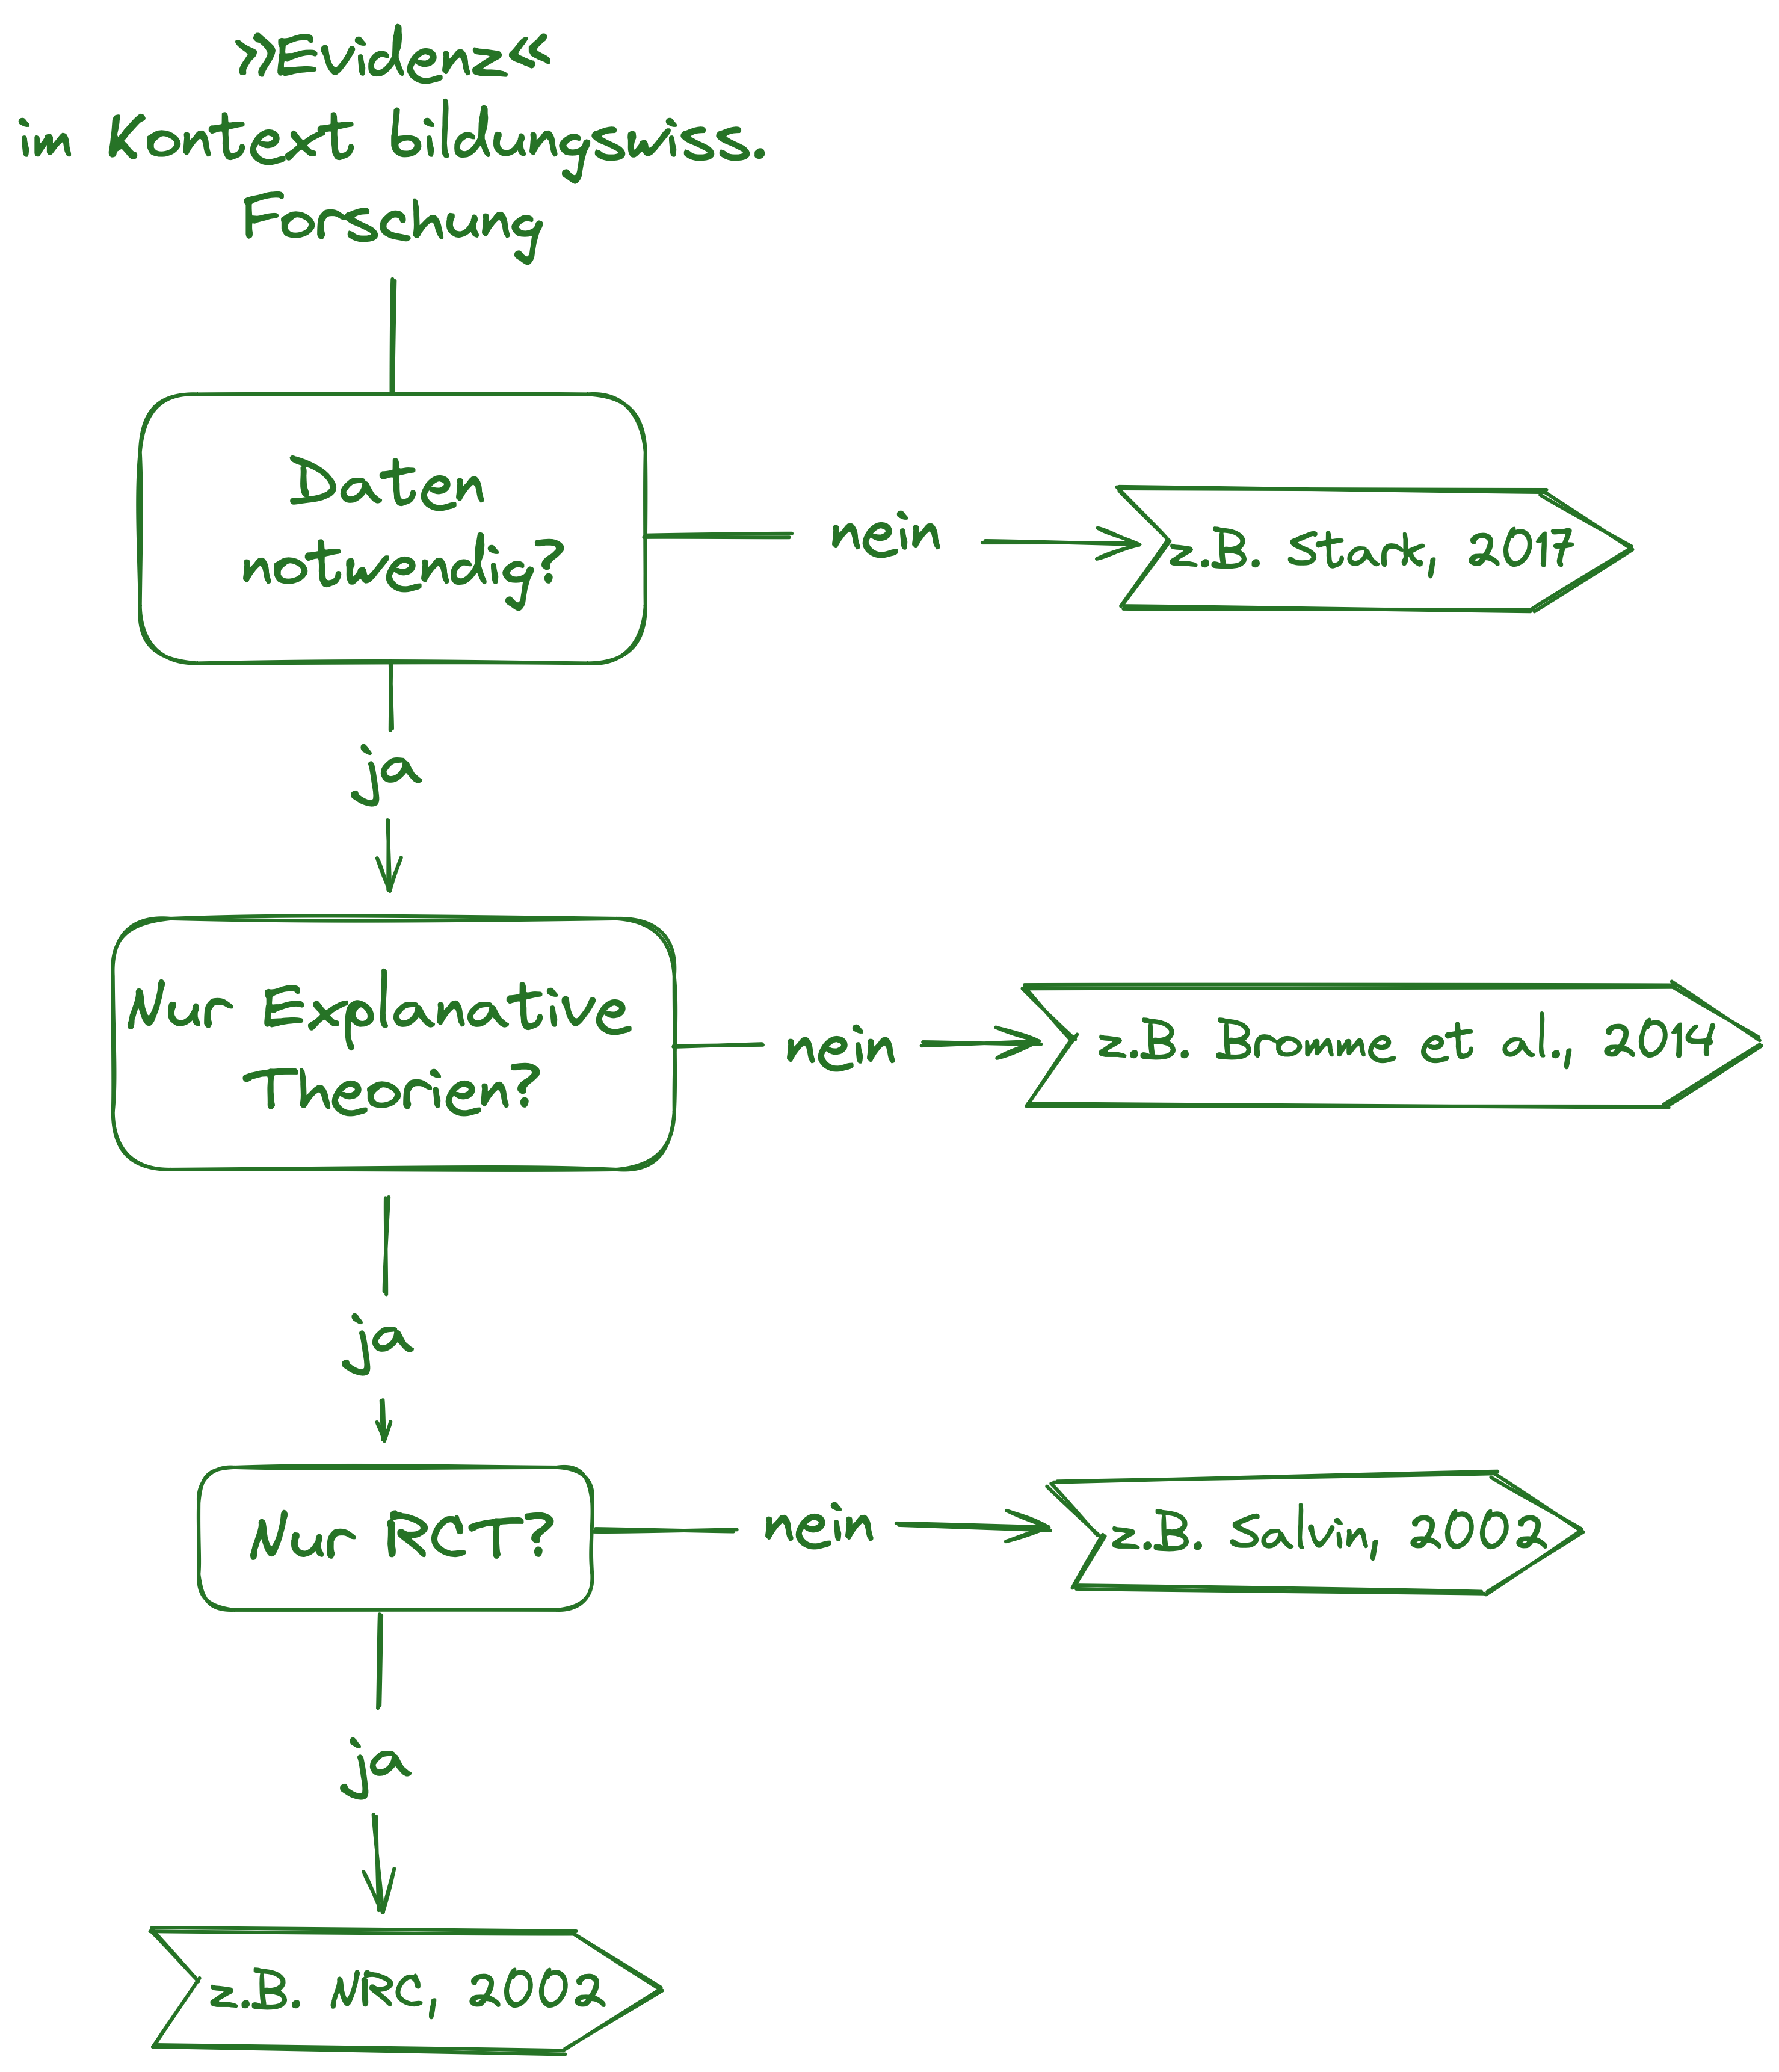 »Evidenz«
im Kontext bildungswiss.
Forschung
Daten
notwendig?
nein
z.B. Stark, 2017
ja
Nur Explanative
Theorien?
nein
z.B. Bromme et al., 2014
ja
Nur RCT?
nein
z.B. Salvin, 2002
ja
z.B. NRC, 2002